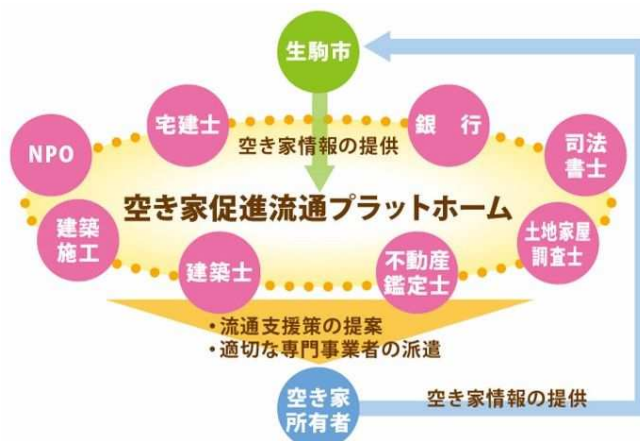 生駒市
宅建士
銀 行
NPO
空き家情報の提供
司法
書士
空き家促進流通プラットホーム
建築
施工
土地家屋
調査士
建築士
不動産
鑑定士
・流通支援策の提案
・適切な専門事業者の派遣
空き家
所有者
空き家情報の提供